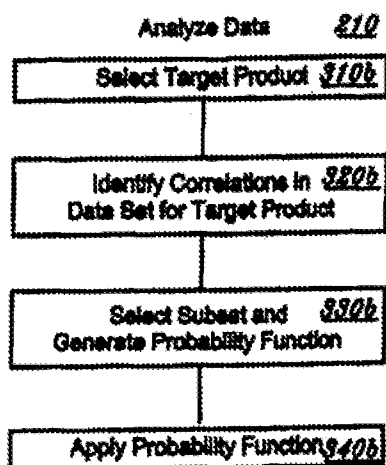 Analyze Data 210
Select Target Product 310b
Identify Correlations in 320b
Data Set for Target Product
Select Subset and 330b
Generate Probability Function
Apply Probability Function 340b